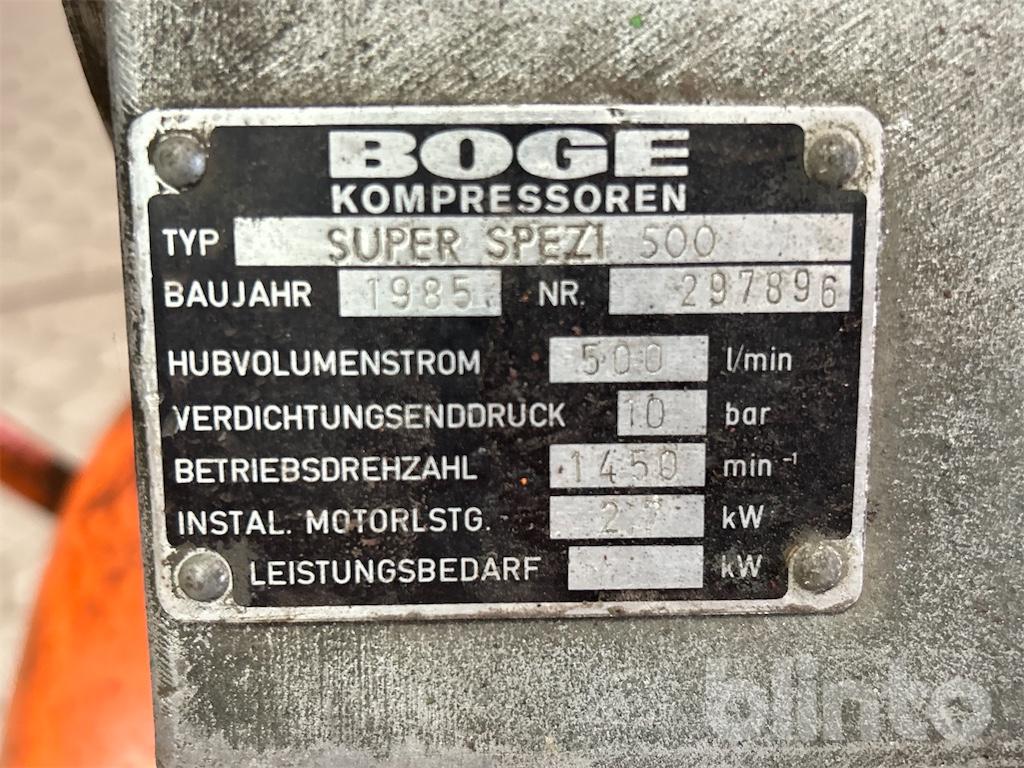 BOGE
KOMPRESSOREN
TYP SUPER SPEZI 500
BAUJAHR 1985 NR. 297896
HUBVOLUMENSTROM 500 l/min
VERDICHTUNGSENDDRUCK 10 bar
BETRIEBSDREHZAHL 1450 min⁻¹
INSTAL. MOTORLSTG. kW
LEISTUNGSBEDARF kW
blinto